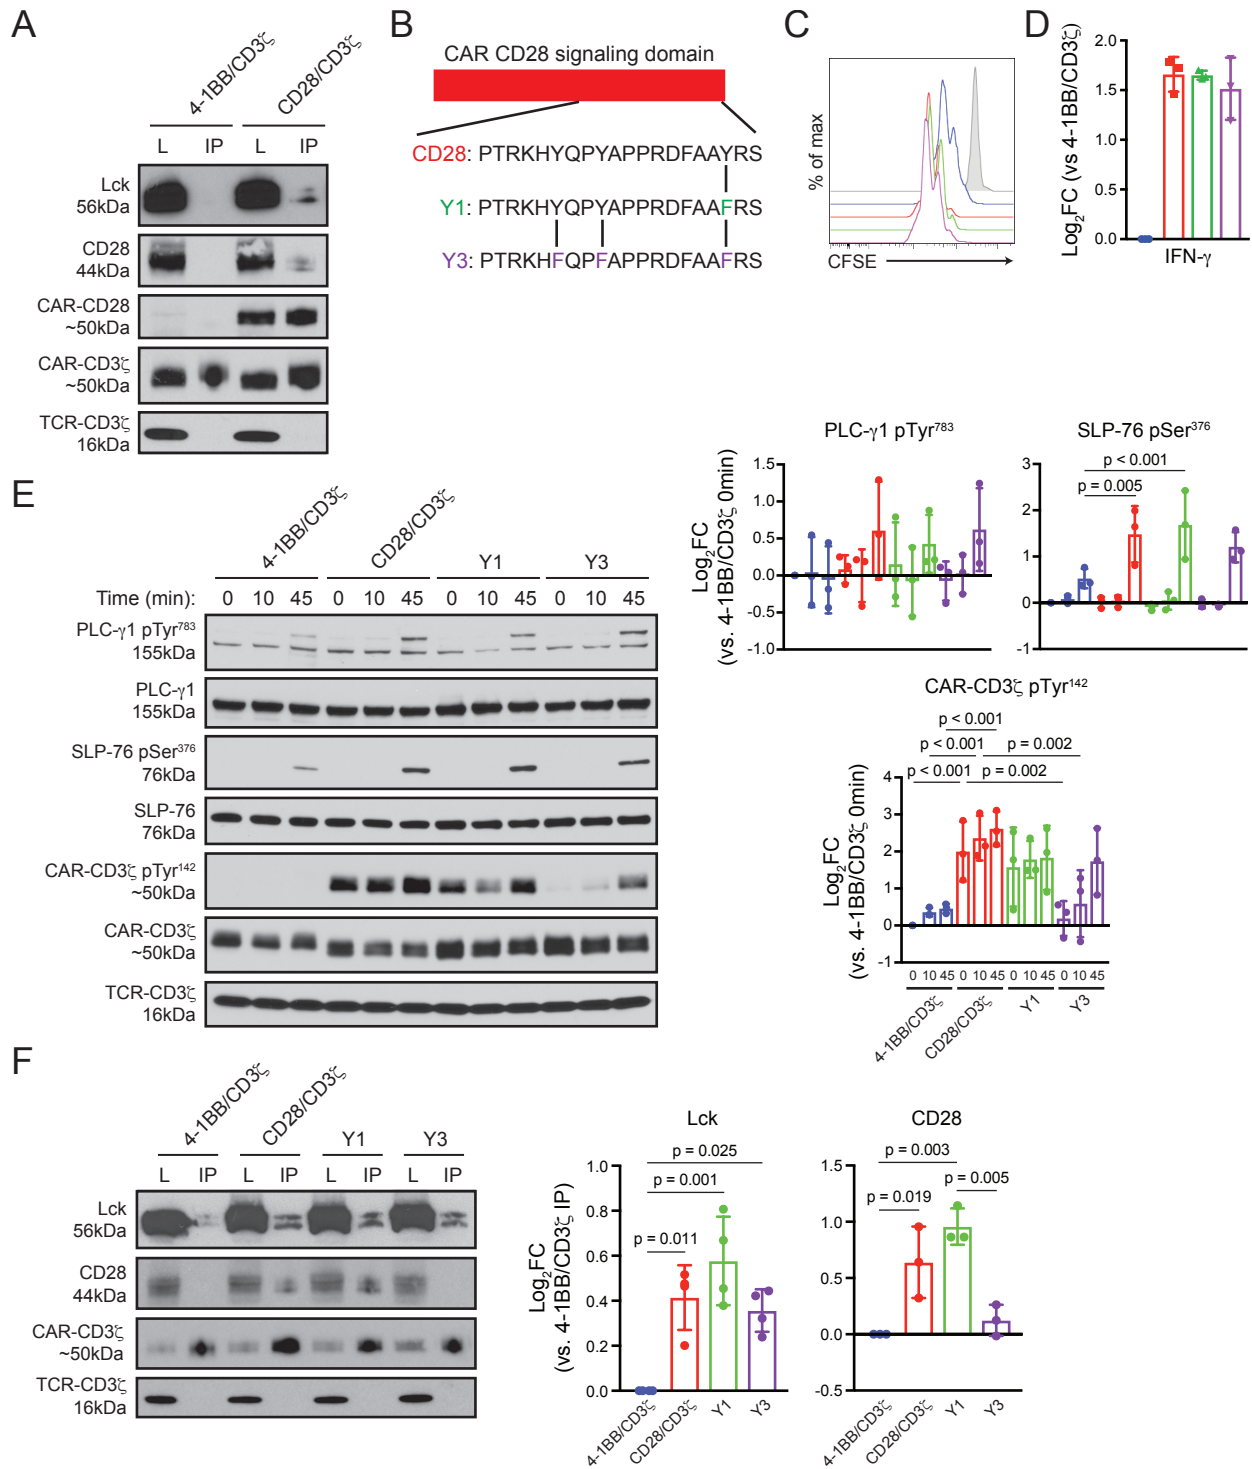 A
4-1BB/CD3ζ
CD28/CD3ζ
L IP L IP
Lck
56kDa
CD28
44kDa
CAR-CD28
~50kDa
CAR-CD3ζ
~50kDa
TCR-CD3ζ
16kDa
B
CAR CD28 signaling domain
CD28: PTRKHYQPYAPPRDFAAYRS
Y1: PTRKHYQPYAPPRDFAAFRS
Y3: PTRKHFQPFAPPRDFAAFRS
C
% of max
CFSE
D
Log2FC (vs 4-1BB/CD3ζ)
2.0
1.5
1.0
0.5
0.0
IFN-γ
E
4-1BB/CD3ζ
CD28/CD3ζ
Y1
Y3
Time (min): 0 10 45 0 10 45 0 10 45 0 10 45
PLC-γ1 pTyr783
155kDa
PLC-γ1
155kDa
SLP-76 pSer376
76kDa
SLP-76
76kDa
CAR-CD3ζ pTyr142
~50kDa
CAR-CD3ζ
~50kDa
TCR-CD3ζ
16kDa
PLC-γ1 pTyr783
Log2FC
(vs. 4-1BB/CD3ζ 0min)
1.5
1.0
0.5
0.0
-0.5
-1.0
SLP-76 pSer376
p < 0.001
p = 0.005
3
2
1
0
-1
CAR-CD3ζ pTyr142
p < 0.001
p < 0.001 p = 0.002
p < 0.001 p = 0.002
Log2FC
(vs. 4-1BB/CD3ζ 0min)
4
3
2
1
0
-1
0 10 45 0 10 45 0 10 45 0 10 45
4-1BB/CD3ζ
CD28/CD3ζ
Y1
Y3
F
4-1BB/CD3ζ
CD28/CD3ζ
Y1
Y3
L IP L IP L IP L IP
Lck
56kDa
CD28
44kDa
CAR-CD3ζ
~50kDa
TCR-CD3ζ
16kDa
Lck
p = 0.025
p = 0.001
p = 0.011
Log2FC
(vs. 4-1BB/CD3ζ IP)
1.0
0.8
0.6
0.4
0.2
0.0
4-1BB/CD3ζ
CD28/CD3ζ
Y1
Y3
CD28
p = 0.003
p = 0.005
p = 0.019
1.5
1.0
0.5
0.0
-0.5
4-1BB/CD3ζ
CD28/CD3ζ
Y1
Y3